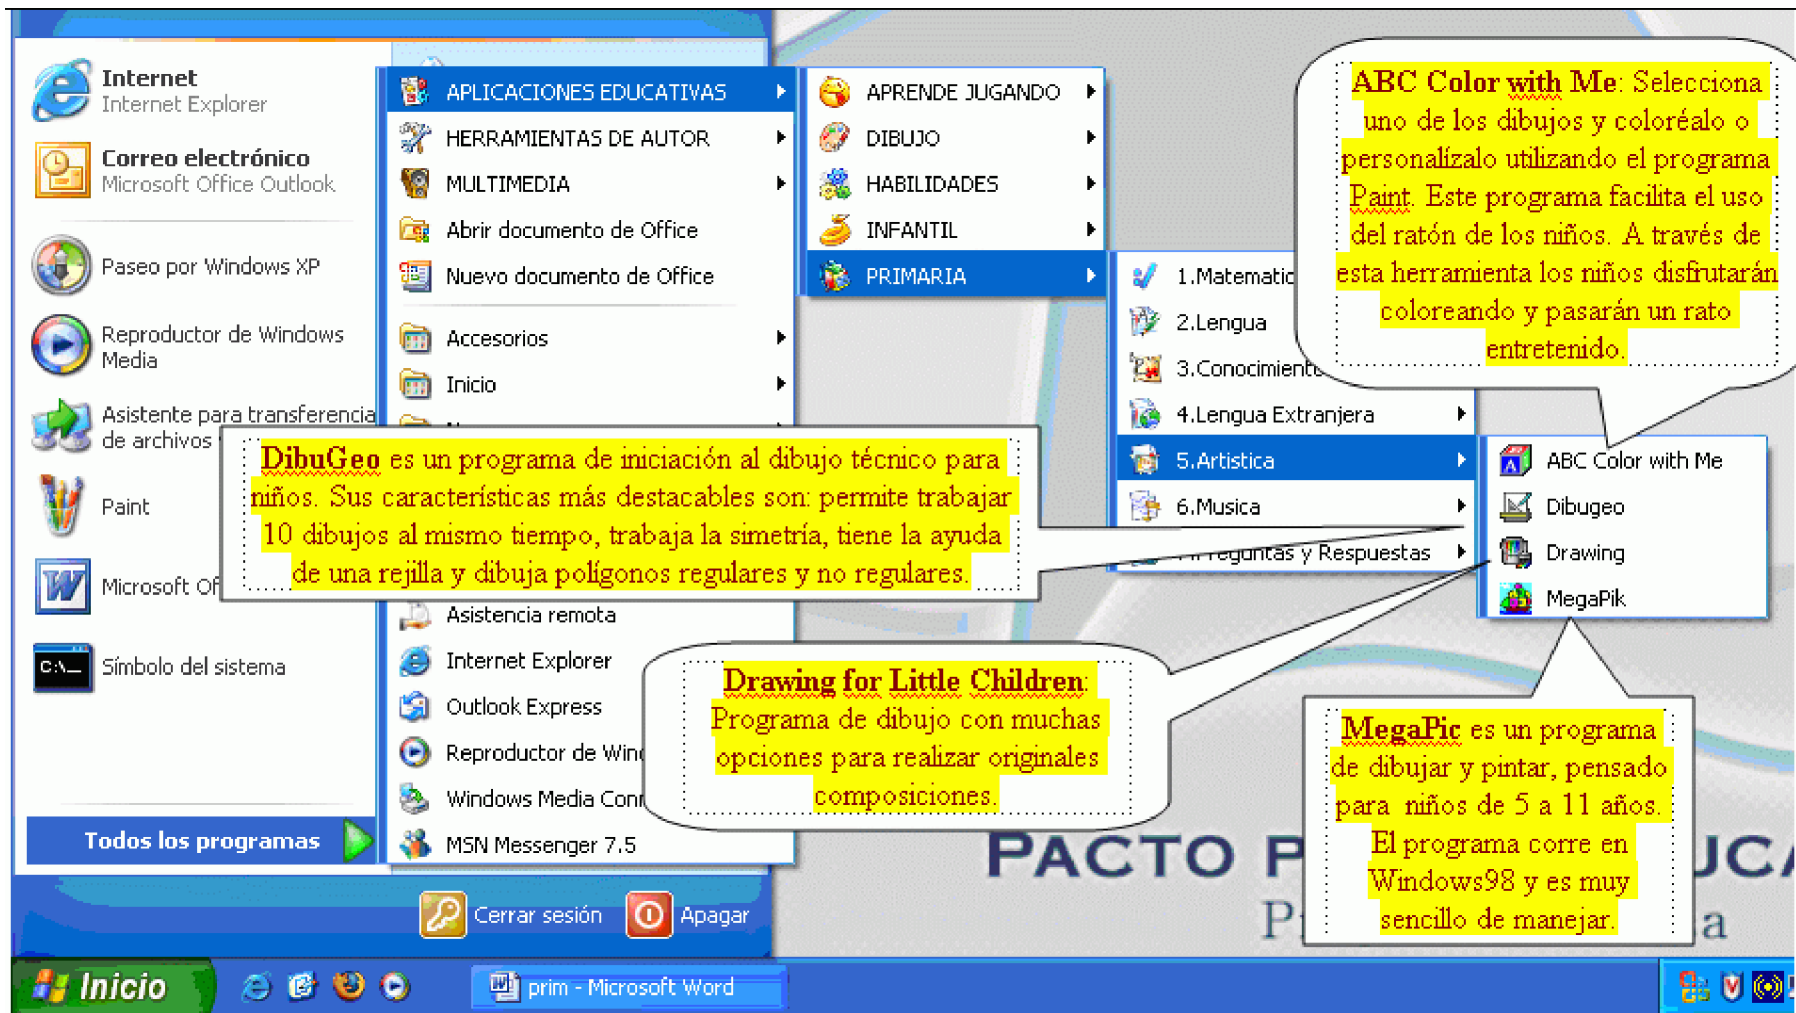 Internet
Internet Explorer
Correo electrónico
Microsoft Office Outlook
Paseo por Windows XP
Reproductor de Windows
Media
Asistente para transferencia
de archivos
Paint
Microsoft
Símbolo del sistema
Todos los programas
APLICACIONES EDUCATIVAS
HERRAMIENTAS DE AUTOR
MULTIMEDIA
Abrir documento de Office
Nuevo documento de Office
Accesorios
Inicio
Asistencia remota
Internet Explorer
Outlook Express
Reproductor de
Windows Media
MSN Messenger 7.5
APRENDE JUGANDO
DIBUJO
HABILIDADES
INFANTIL
PRIMARIA
1.Matematic
2.Lengua
3.Conocimient
4.Lengua Extranjera
5.Artistica
6.Musica
y Respuestas
ABC Color with Me
Dibugeo
Drawing
MegaPik
ABC Color with Me: Selecciona
uno de los dibujos y coloréalo o
personalízalo utilizando el programa
Paint. Este programa facilita el uso
del ratón de los niños. A través de
esta herramienta los niños disfrutarán
coloreando y pasarán un rato
entretenido.
DibuGeo es un programa de iniciación al dibujo técnico para
niños. Sus características más destacables son: permite trabajar
10 dibujos al mismo tiempo, trabaja la simetría, tiene la ayuda
de una rejilla y dibuja polígonos regulares y no regulares.
Drawing for Little Children:
Programa de dibujo con muchas
opciones para realizar originales
composiciones.
MegaPic es un programa
de dibujar y pintar, pensado
para niños de 5 a 11 años.
El programa corre en
Windows98 y es muy
sencillo de manejar.
PACTO
Cerrar sesión
Apagar
Inicio
prim - Microsoft Word